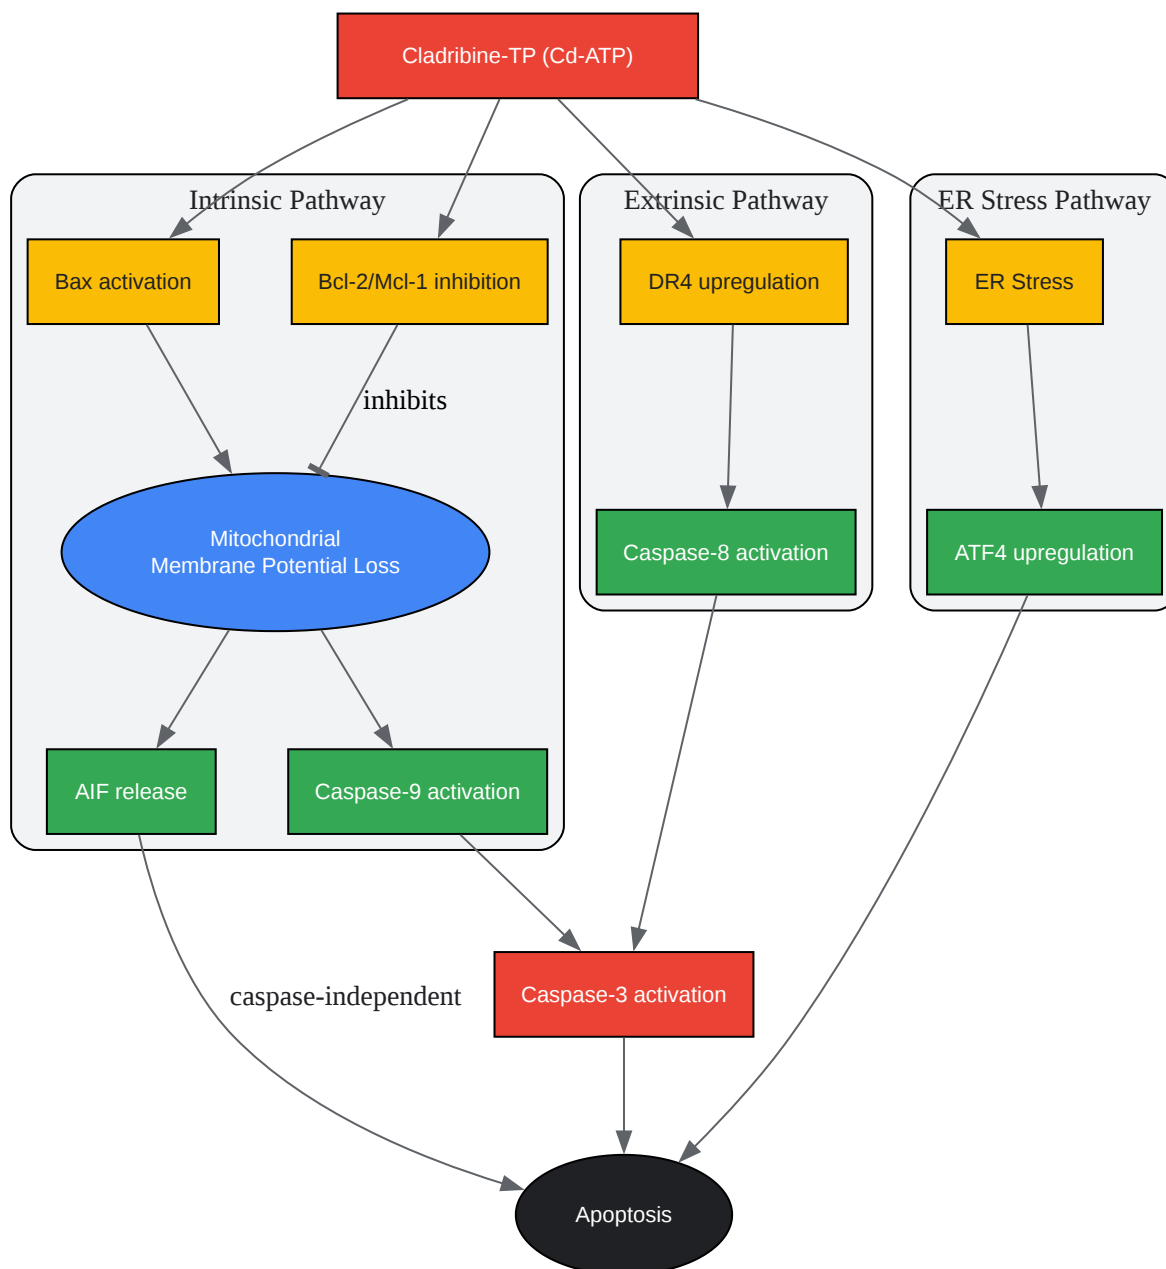 Cladribine-TP (Cd-ATP)
Intrinsic Pathway
Extrinsic Pathway
ER Stress Pathway
Bax activation
Bcl-2/Mcl-1 inhibition
DR4 upregulation
ER Stress
inhibits
Mitochondrial
Membrane Potential Loss
Caspase-8 activation
ATF4 upregulation
AIF release
Caspase-9 activation
caspase-independent
Caspase-3 activation
Apoptosis